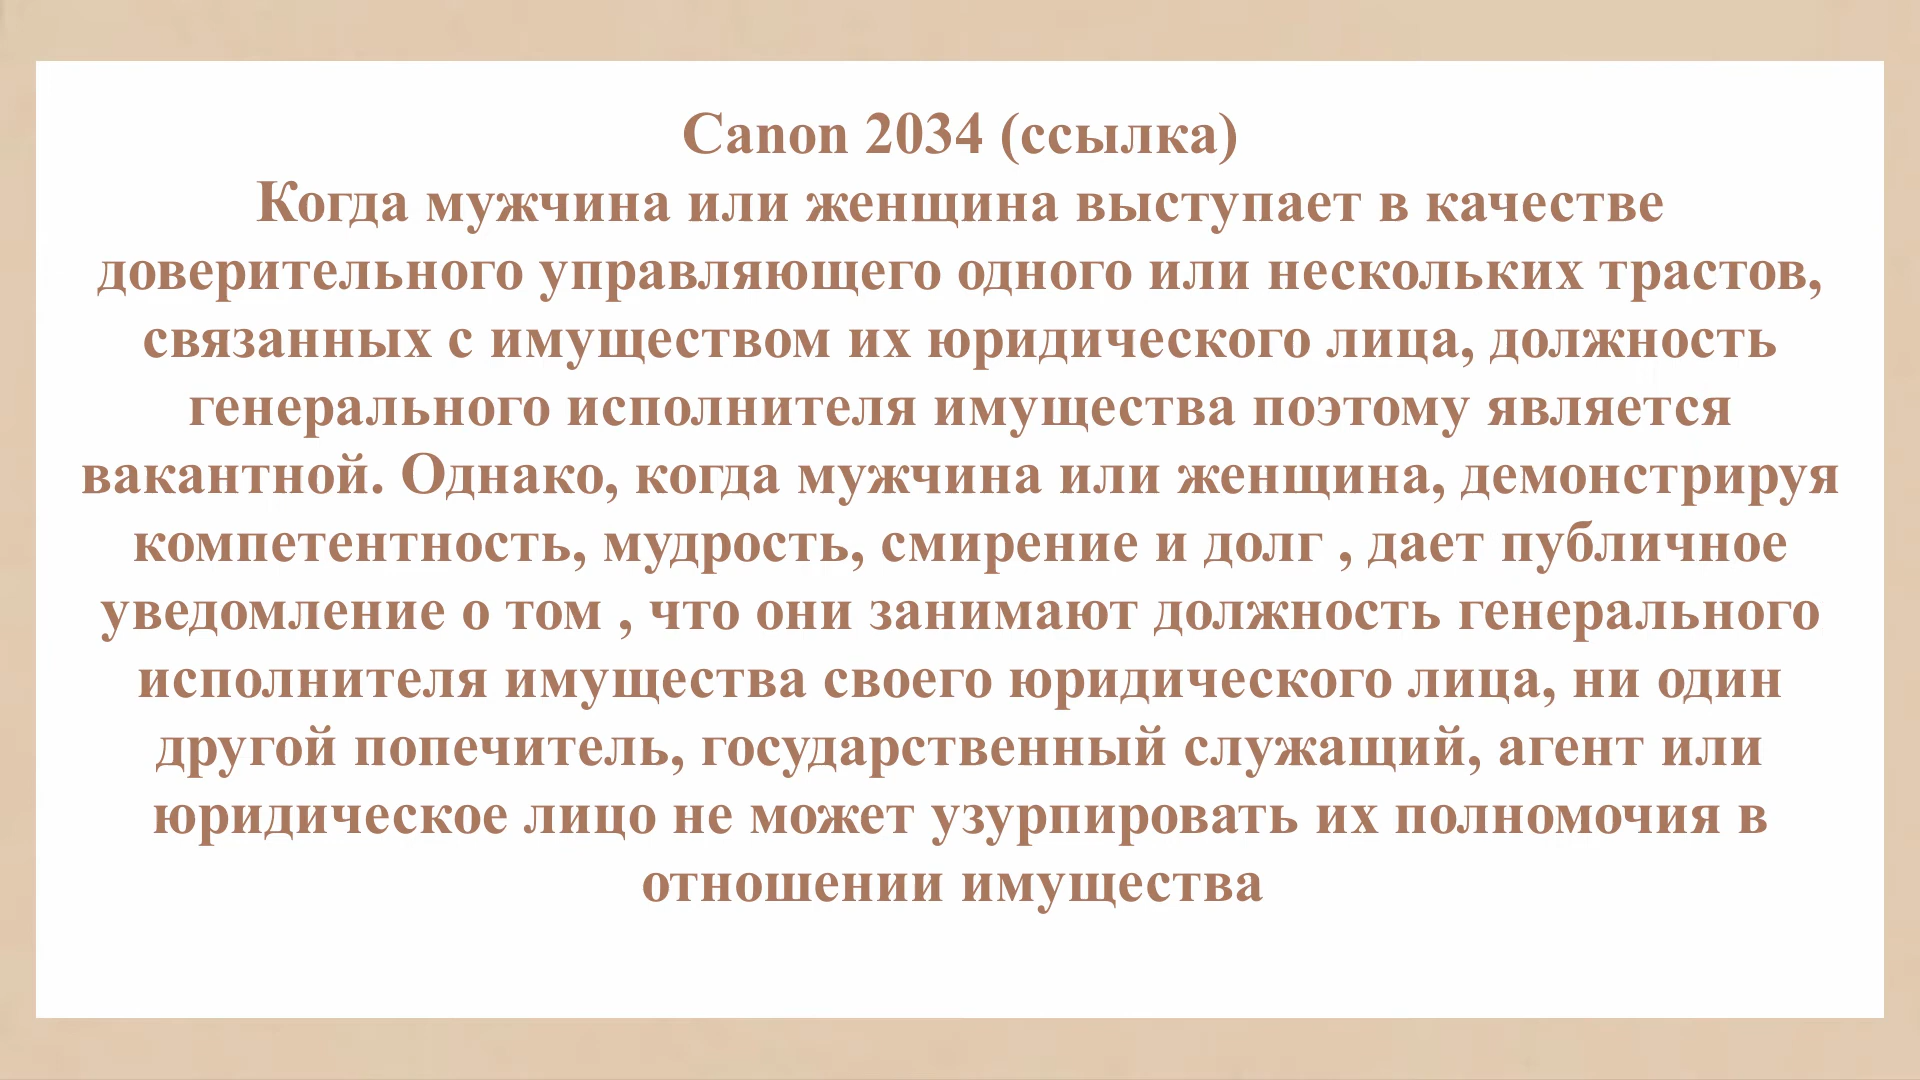 Canon 2034 (ссылка)
Когда мужчина или женщина выступает в качестве
доверительного управляющего одного или нескольких трастов,
связанных с имуществом их юридического лица, должность
генерального исполнителя имущества поэтому является
вакантной. Однако, когда мужчина или женщина, демонстрируя
компетентность, мудрость, смирение и долг , дает публичное
уведомление о том , что они занимают должность генерального
исполнителя имущества своего юридического лица, ни один
другой попечитель, государственный служащий, агент или
юридическое лицо не может узурпировать их полномочия в
отношении имущества